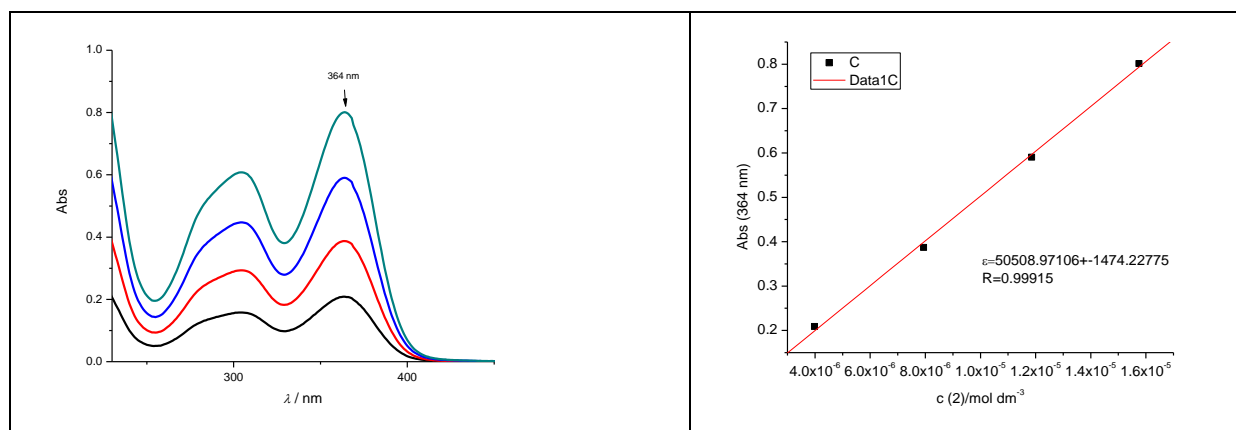 1.0
0.8
0.6
0.4
0.2
0.0
Abs
364 nm
300
400
λ / nm
0.8
0.7
0.6
0.5
0.4
0.3
0.2
Abs (364 nm)
C
Data1C
ε=50508.97106+-1474.22775
R=0.99915
4.0x10⁻⁶ 6.0x10⁻⁶ 8.0x10⁻⁶ 1.0x10⁻⁵ 1.2x10⁻⁵ 1.4x10⁻⁵ 1.6x10⁻⁵
c (2)/mol dm⁻³